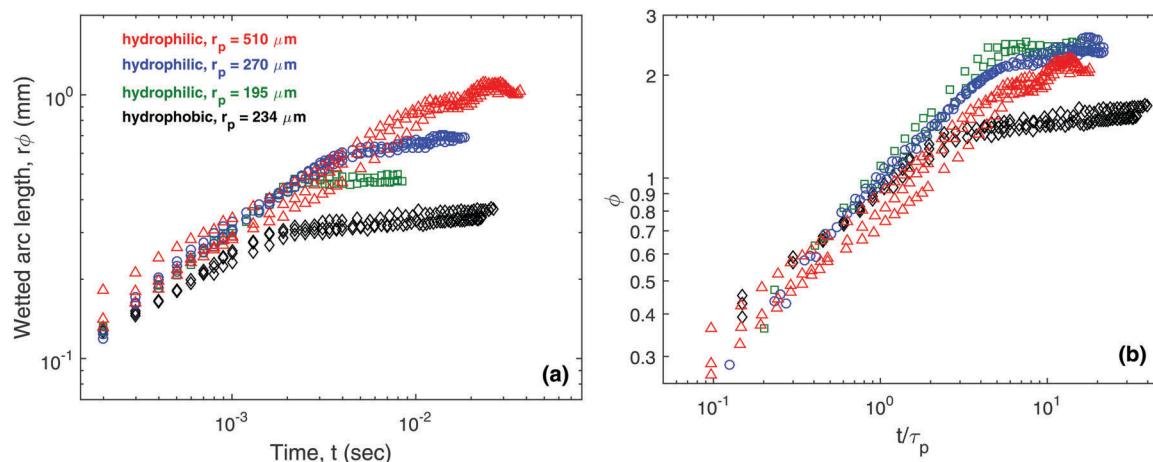 hydrophilic, r_p = 510 μm
hydrophilic, r_p = 270 μm
hydrophilic, r_p = 195 μm
hydrophobic, r_p = 234 μm
Wetted arc length, rϕ (mm)
10^0
10^-1
10^-3
10^-2
Time, t (sec)
(a)
3
2
1
0.9
0.8
0.7
0.6
0.5
0.4
0.3
ϕ
10^-1
10^0
10^1
t/τ_p
(b)